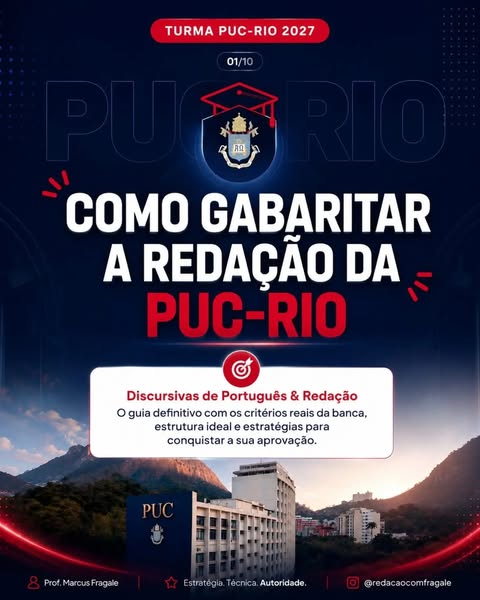 TURMA PUC-RIO 2027
01/10
PUC-RIO
COMO GABARITAR
A REDAÇÃO DA
PUC-RIO
Discursivas de Português & Redação
O guia definitivo com os critérios reais da banca,
estrutura ideal e estratégias para
conquistar a sua aprovação.
PUC
Prof. Marcus Fragale
Estratégia. Técnica. Autoridade.
@redacaocomfragale